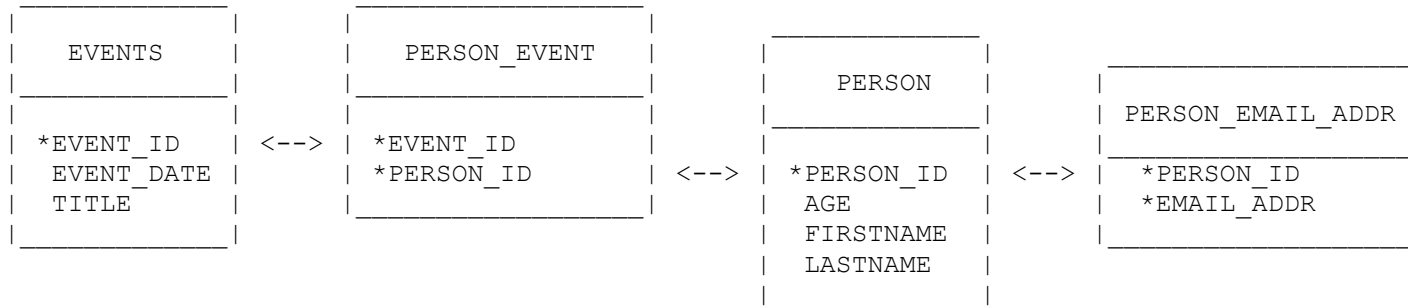 EVENTS
PERSON_EVENT
PERSON
PERSON_EMAIL_ADDR
*EVENT_ID <--> *EVENT_ID
EVENT_DATE *PERSON_ID <--> *PERSON_ID <--> *PERSON_ID
TITLE AGE *EMAIL_ADDR
FIRSTNAME
LASTNAME